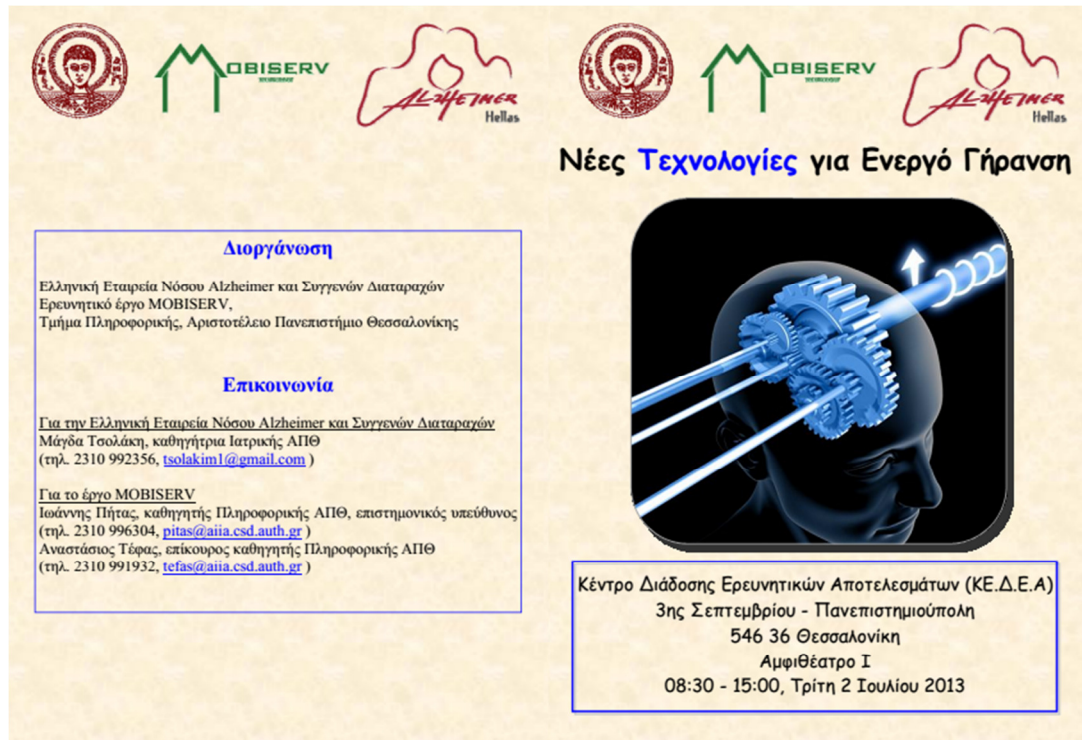 MOBISERV
ALZHEIMER
Hellas
Διοργάνωση
Ελληνική Εταιρεία Νόσου Alzheimer και Συγγενών Διαταραχών
Ερευνητικό έργο MOBISERV,
Τμήμα Πληροφορικής, Αριστοτέλειο Πανεπιστήμιο Θεσσαλονίκης
Επικοινωνία
Για την Ελληνική Εταιρεία Νόσου Alzheimer και Συγγενών Διαταραχών
Μάγδα Τσολάκη, καθηγήτρια Ιατρικής ΑΠΘ
(τηλ. 2310 992356, tsolakim1@gmail.com )
Για το έργο MOBISERV
Ιωάννης Πήτας, καθηγητής Πληροφορικής ΑΠΘ, επιστημονικός υπεύθυνος
(τηλ. 2310 996304, pitas@aiia.csd.auth.gr )
Αναστάσιος Τέφας, επίκουρος καθηγητής Πληροφορικής ΑΠΘ
(τηλ. 2310 991932, tefas@aiia.csd.auth.gr )
MOBISERV
ALZHEIMER
Hellas
Νέες Τεχνολογίες για Ενεργό Γήρανση
Κέντρο Διάδοσης Ερευνητικών Αποτελεσμάτων (ΚΕ.Δ.Ε.Α)
3ης Σεπτεμβρίου - Πανεπιστημιούπολη
546 36 Θεσσαλονίκη
Αμφιθέατρο Ι
08:30 - 15:00, Τρίτη 2 Ιουλίου 2013